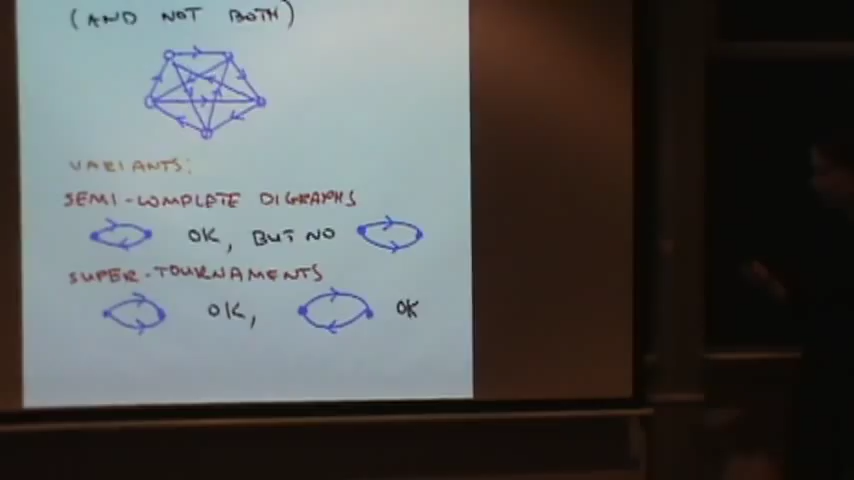 (AND NOT BOTH)
VARIANTS:
SEMI-COMPLETE DIGRAPHS
OK, BUT NO
SUPER-TOURNAMENTS
OK, OK